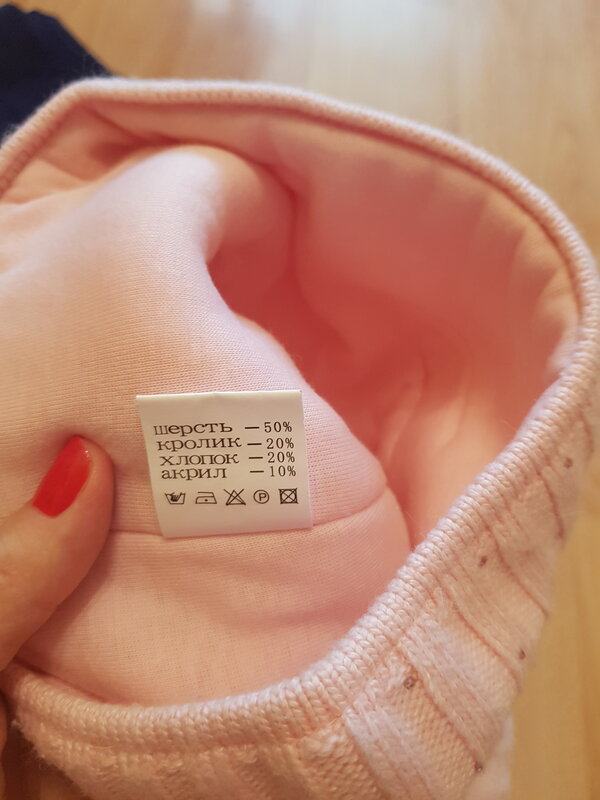 шерсть — 50%
кролик — 20%
хлопок — 20%
акрил — 10%
P